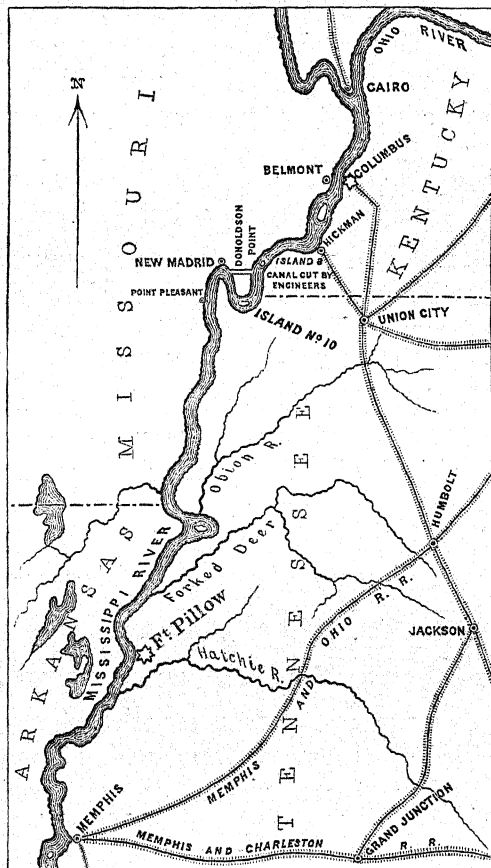 OHIO RIVER
CAIRO
N
MISSOURI
KENTUCKY
BELMONT
COLUMBUS
HICKMAN
ISLAND 8
DONOLDSON
POINT
NEW MADRID
CANAL CUT BY
ENGINEERS
POINT PLEASANT
ISLAND No 10
UNION CITY
Obion R.
TENNESSEE
ARKANSAS
MISSISSIPPI RIVER
Forked Deer
HUMBOLT
Ft Pillow
Hatchie R.
JACKSON
MEMPHIS AND OHIO R. R.
MEMPHIS
MEMPHIS AND CHARLESTON R. R.
GRAND JUNCTION